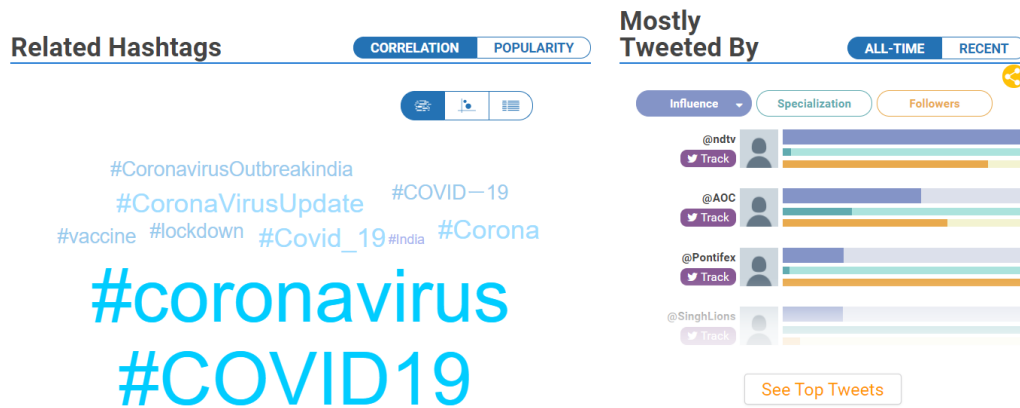 Related Hashtags
CORRELATION
POPULARITY
#CoronavirusOutbreakindia
#COVID—19
#CoronaVirusUpdate
#vaccine
#lockdown
#Covid_19
#India
#Corona
#coronavirus
#COVID19
Mostly
Tweeted By
ALL-TIME
RECENT
Influence
Specialization
Followers
@ndtv
Track
@AOC
Track
@Pontifex
Track
@SinghLions
Track
See Top Tweets